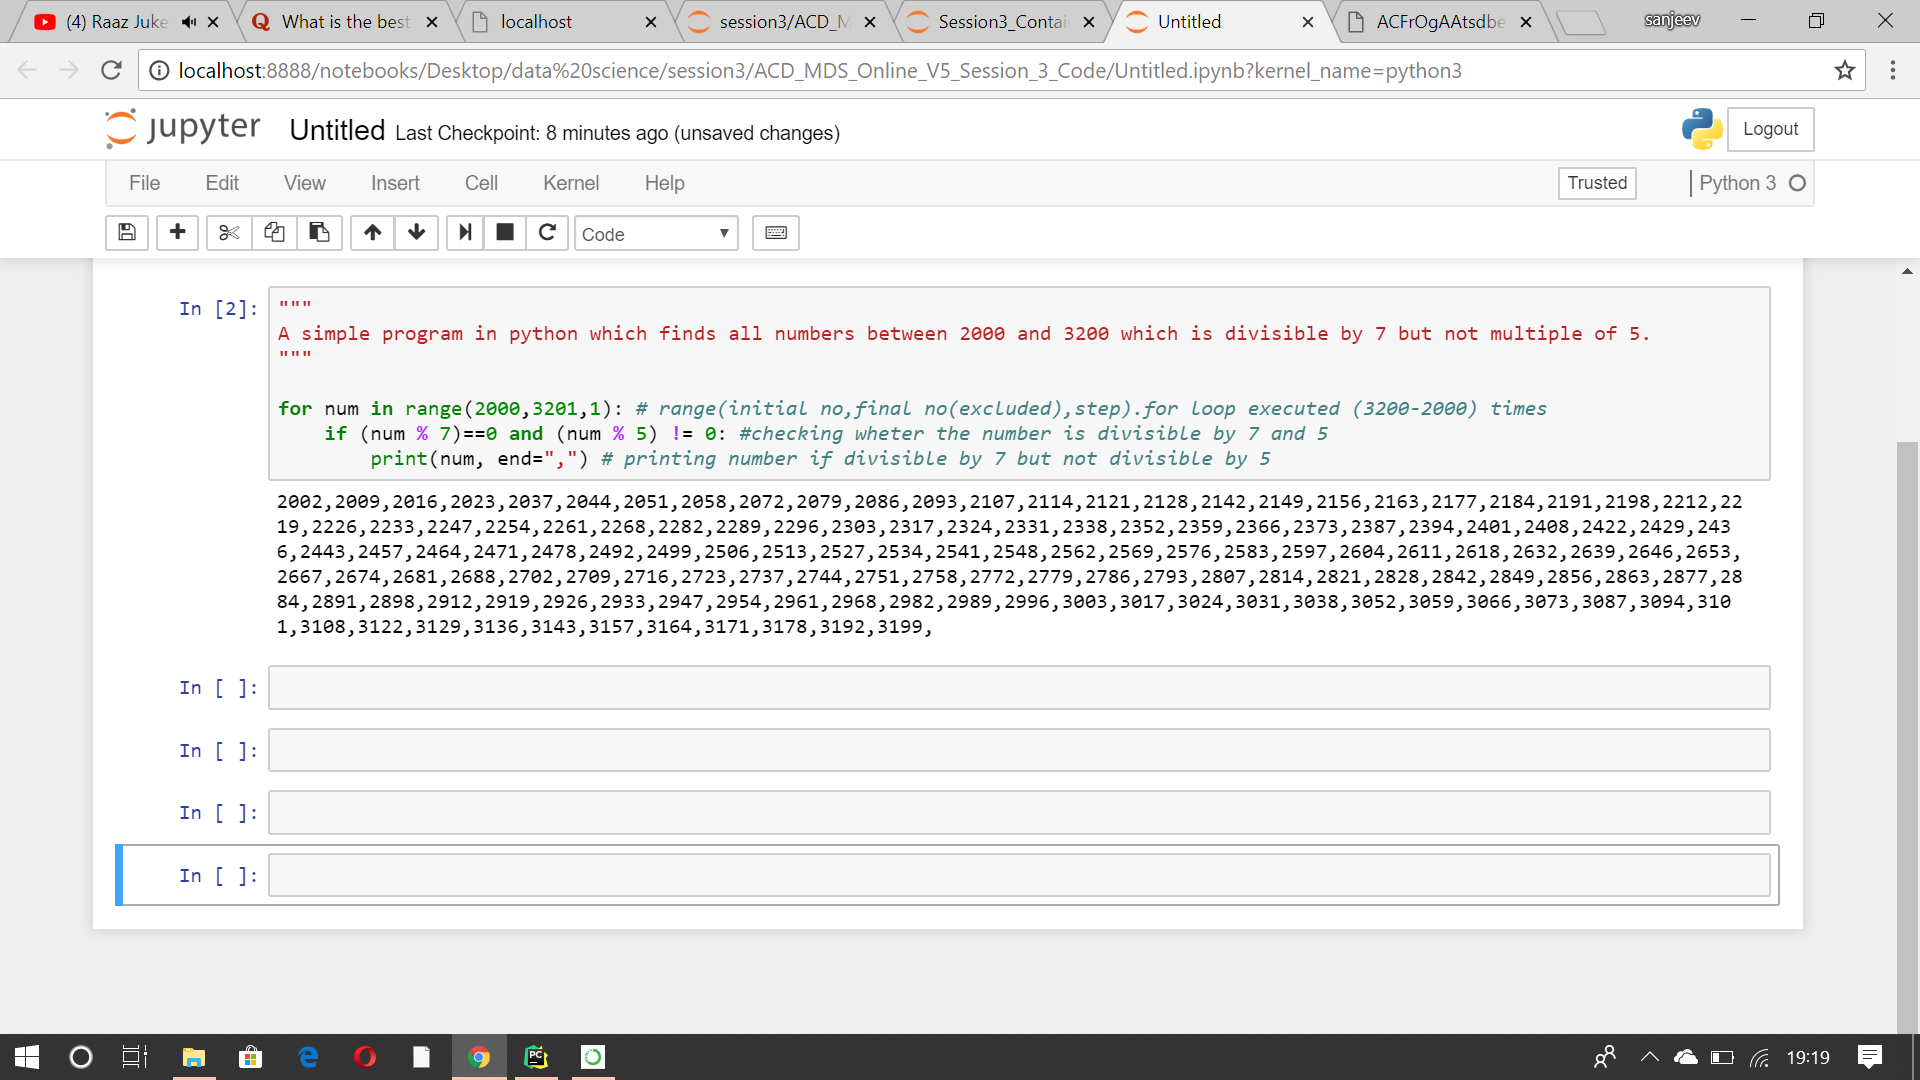 (4) Raaz Juke
What is the best
localhost
session3/ACD_M
Session3_Contai
Untitled
ACFrOgAAtsdbe
sanjeev
localhost:8888/notebooks/Desktop/data%20science/session3/ACD_MDS_Online_V5_Session_3_Code/Untitled.ipynb?kernel_name=python3
jupyter Untitled Last Checkpoint: 8 minutes ago (unsaved changes)
Logout
File Edit View Insert Cell Kernel Help
Trusted
Python 3
Code
In [2]:
"""
A simple program in python which finds all numbers between 2000 and 3200 which is divisible by 7 but not multiple of 5.
"""
for num in range(2000,3201,1): # range(initial no,final no(excluded),step).for loop executed (3200-2000) times
if (num % 7)==0 and (num % 5) != 0: #checking wheter the number is divisible by 7 and 5
print(num, end=",") # printing number if divisible by 7 but not divisible by 5
2002,2009,2016,2023,2037,2044,2051,2058,2072,2079,2086,2093,2107,2114,2121,2128,2142,2149,2156,2163,2177,2184,2191,2198,2212,22
19,2226,2233,2247,2254,2261,2268,2282,2289,2296,2303,2317,2324,2331,2338,2352,2359,2366,2373,2387,2394,2401,2408,2422,2429,243
6,2443,2457,2464,2471,2478,2492,2499,2506,2513,2527,2534,2541,2548,2562,2569,2576,2583,2597,2604,2611,2618,2632,2639,2646,2653,
2667,2674,2681,2688,2702,2709,2716,2723,2737,2744,2751,2758,2772,2779,2786,2793,2807,2814,2821,2828,2842,2849,2856,2863,2877,28
84,2891,2898,2912,2919,2926,2933,2947,2954,2961,2968,2982,2989,2996,3003,3017,3024,3031,3038,3052,3059,3066,3073,3087,3094,310
1,3108,3122,3129,3136,3143,3157,3164,3171,3178,3192,3199,
In [ ]:
In [ ]:
In [ ]:
In [ ]:
PC
19:19